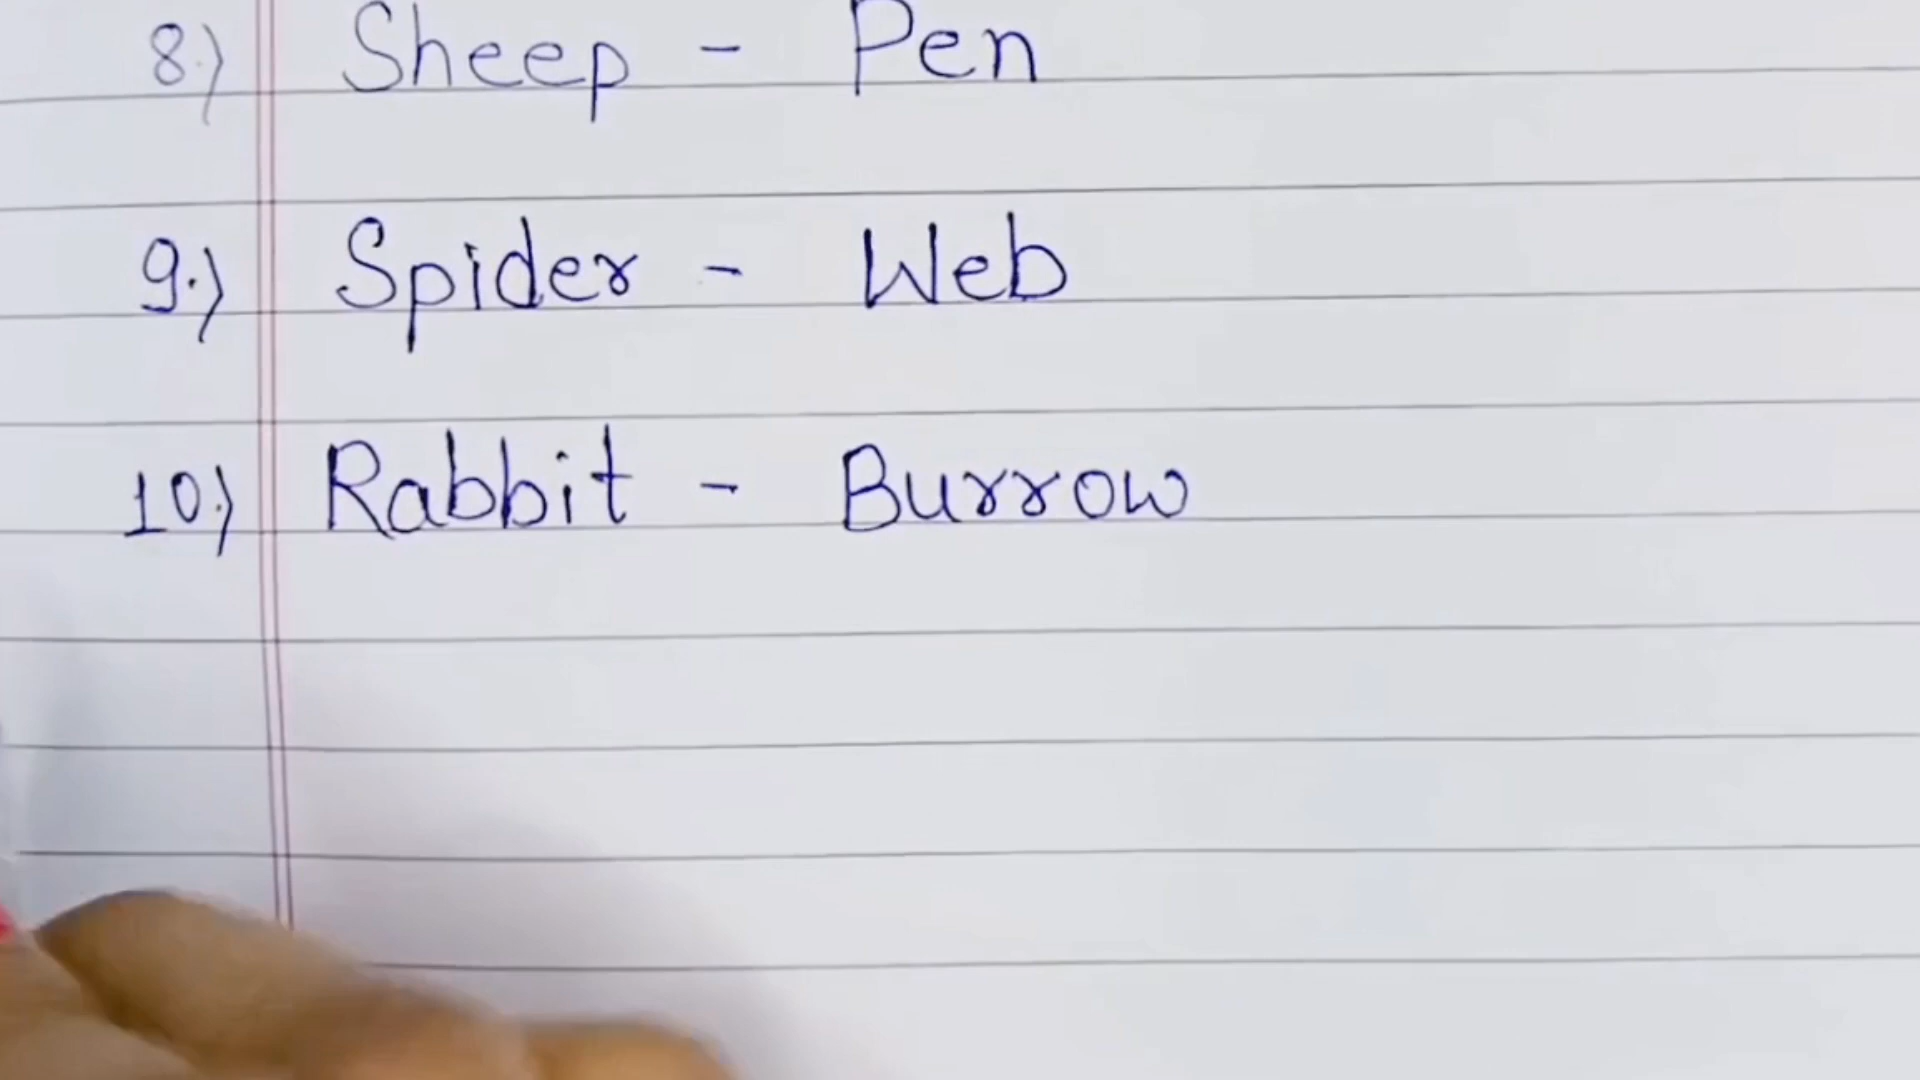 8.) Sheep - Pen
9.) Spider - Web
10.) Rabbit - Burrow